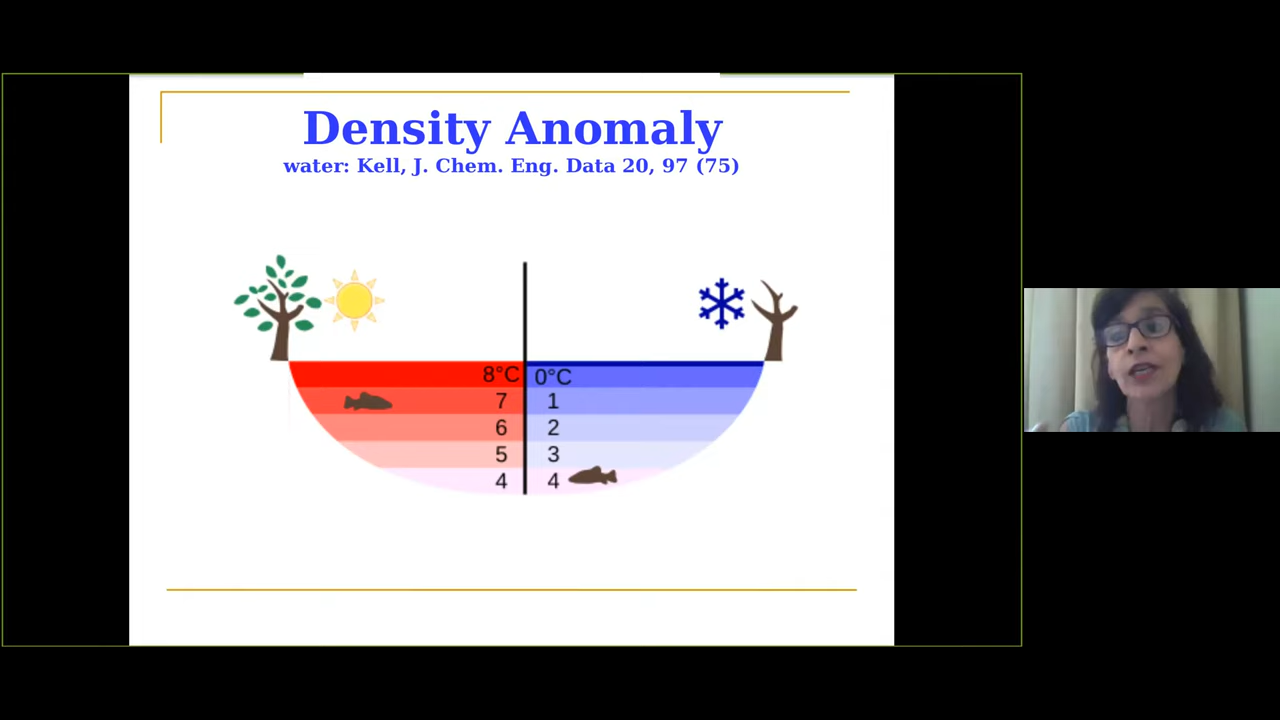 Density Anomaly
water: Kell, J. Chem. Eng. Data 20, 97 (75)
8°C 0°C
7 1
6 2
5 3
4 4